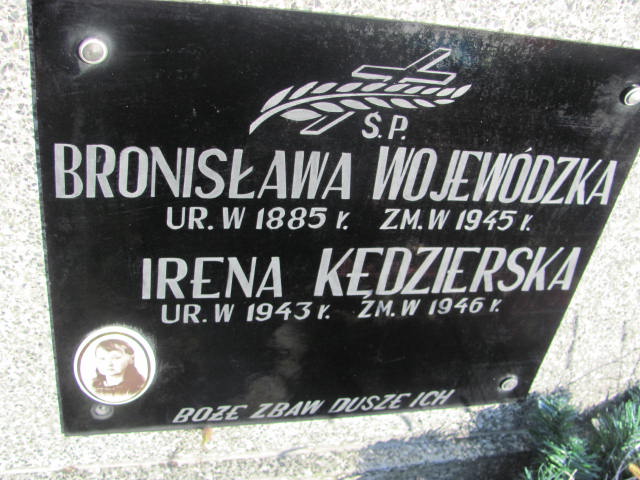 Ś.P.
BRONISŁAWA WOJEWÓDZKA
UR. W 1885 r. ZM. W 1945 r.
IRENA KĘDZIERSKA
UR. W 1943 r. ZM. W 1946 r.
BOŻE ZBAW DUSZE ICH